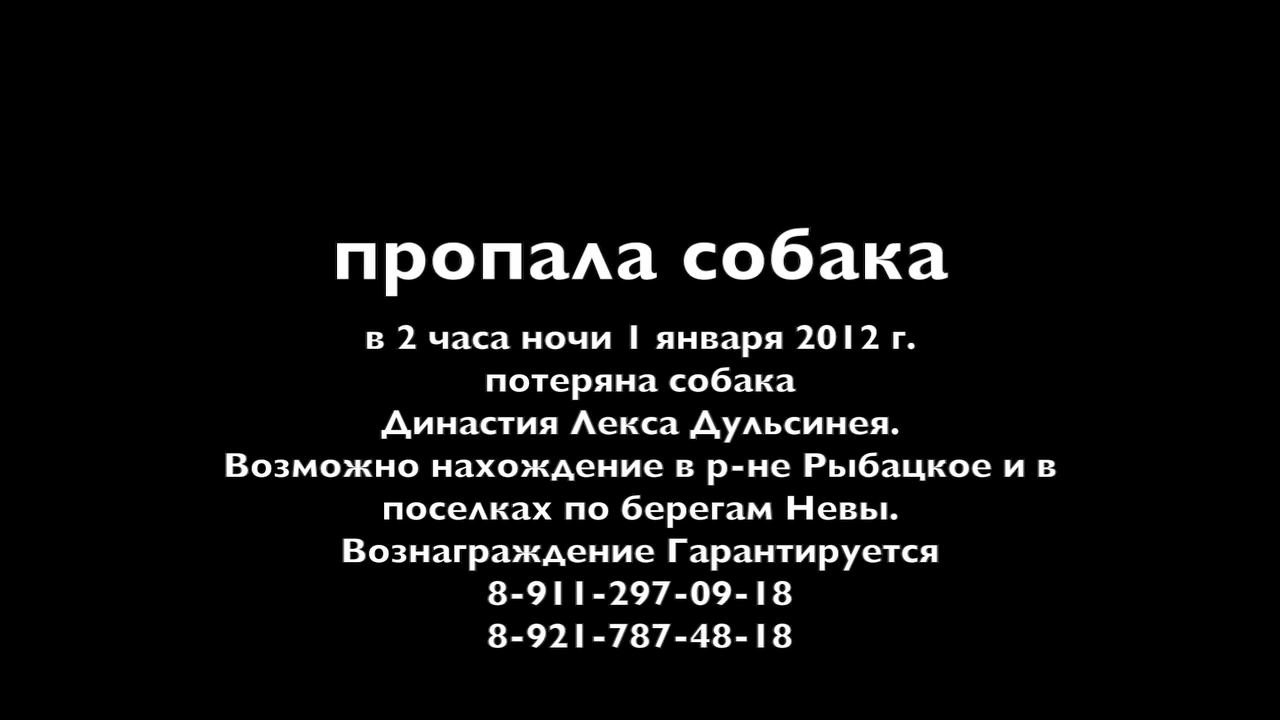 пропала собака
в 2 часа ночи 1 января 2012 г.
потеряна собака
Династия Лекса Дульсинея.
Возможно нахождение в р-не Рыбацкое и в
поселках по берегам Невы.
Вознаграждение Гарантируется
8-911-297-09-18
8-921-787-48-18